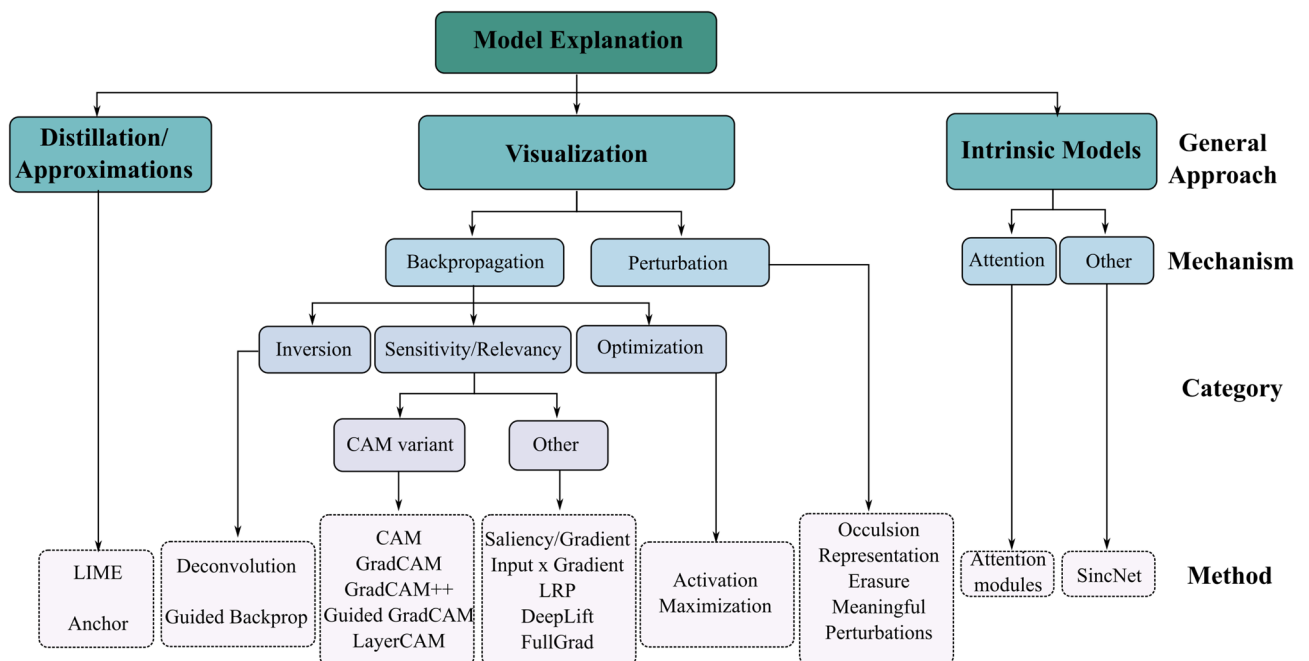 Model Explanation
Distillation/
Approximations
Visualization
Intrinsic Models
General
Approach
Backpropagation
Perturbation
Attention
Other
Mechanism
Inversion
Sensitivity/Relevancy
Optimization
Category
CAM variant
Other
LIME
Anchor
Deconvolution
Guided Backprop
CAM
GradCAM
GradCAM++
Guided GradCAM
LayerCAM
Saliency/Gradient
Input x Gradient
LRP
DeepLift
FullGrad
Activation
Maximization
Occulsion
Representation
Erasure
Meaningful
Perturbations
Attention
modules
SincNet
Method